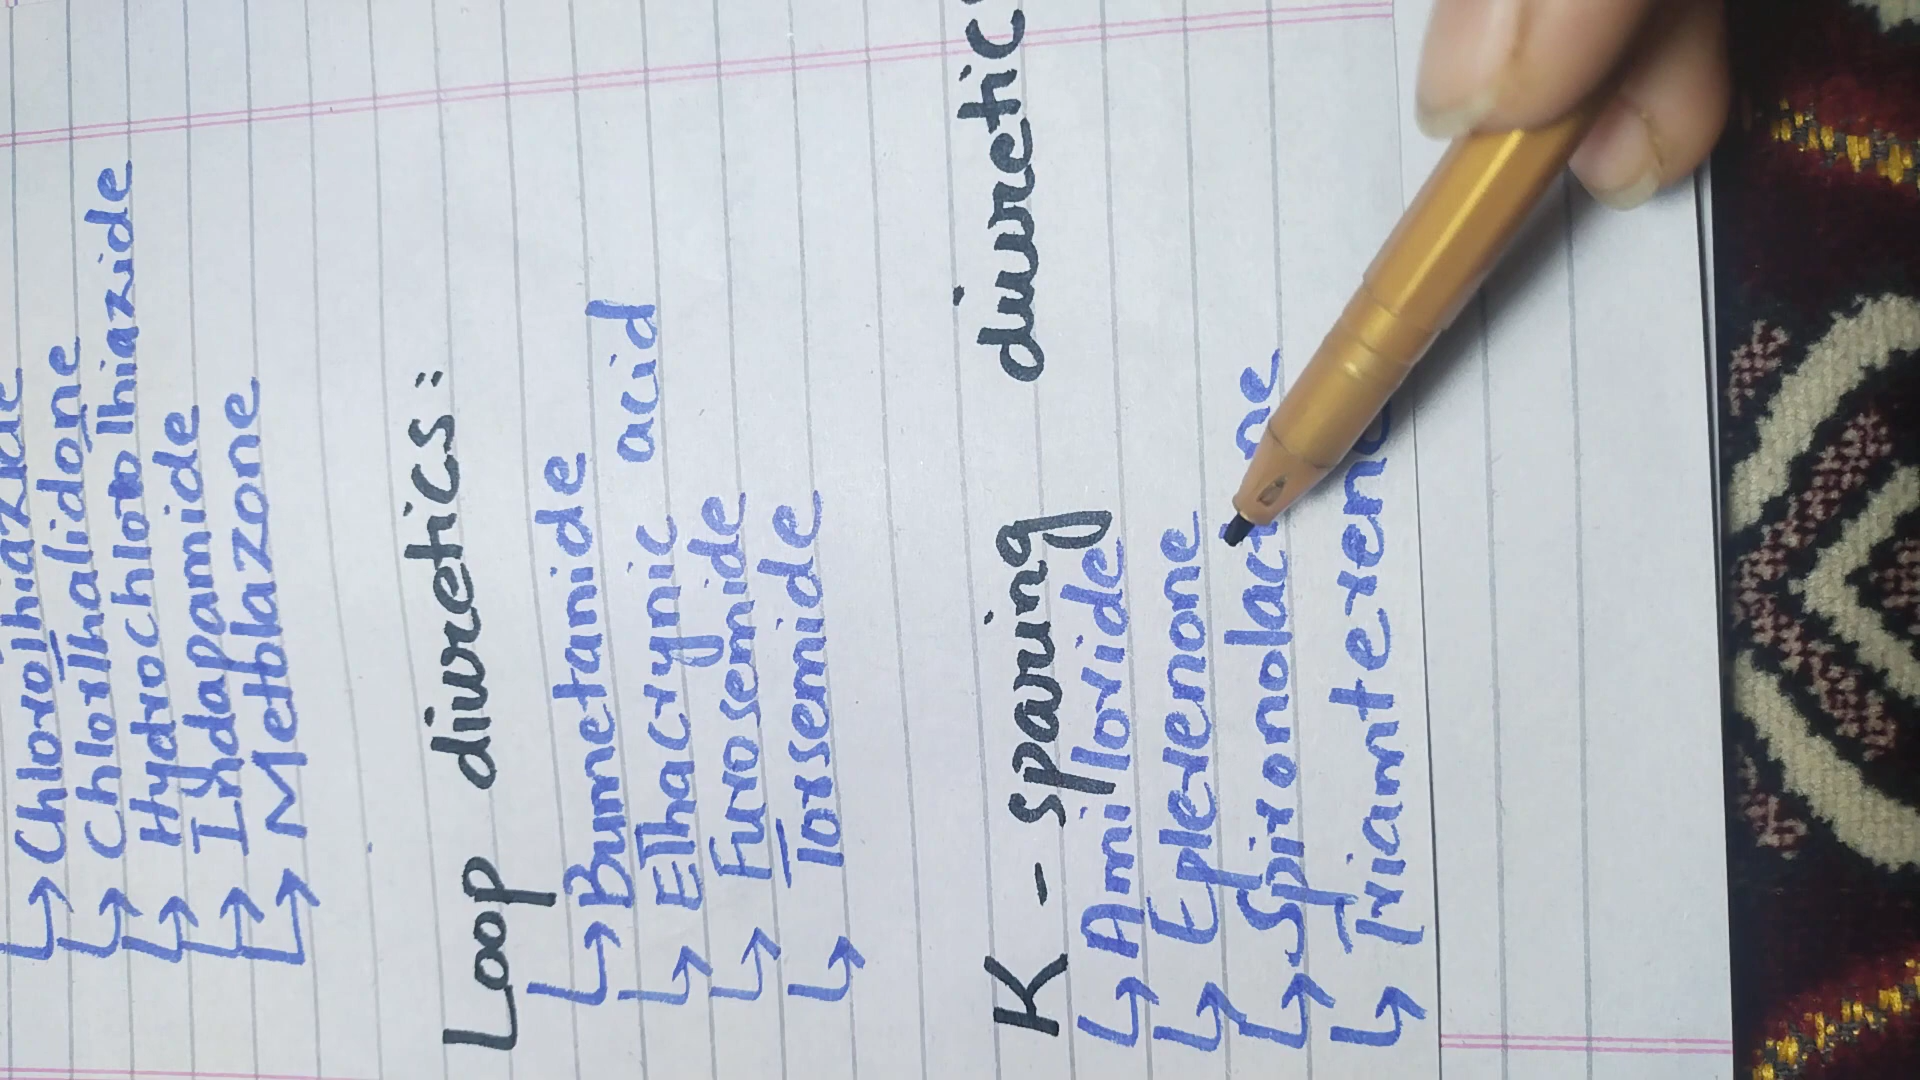 ↳ Chlorothiazide
↳ Chlorthalidone
↳ Hydrochlorothiazide
↳ Indapamide
↳ Metolazone
Loop diuretics:
↳ Bumetanide
↳ Ethacrynic acid
↳ Furosemide
↳ Torsemide
K - sparing diuretic
↳ Amiloride
↳ Eplerenone
↳ Spironolactone
↳ Triamterene